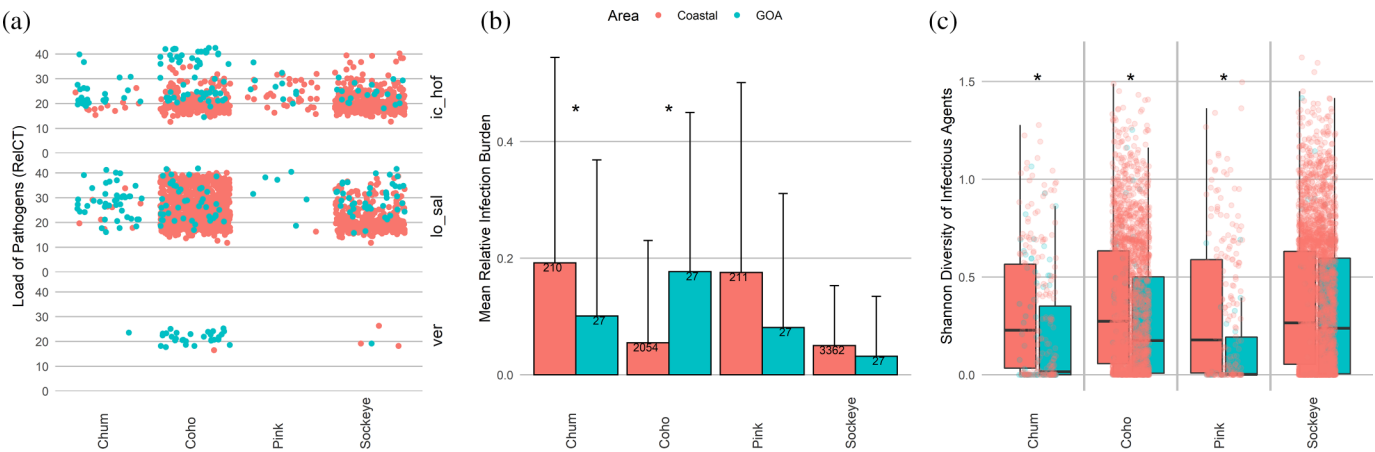 (a)
Load of Pathogens (RelCT)
40
30
20
10
0
ic_hof
40
30
20
10
0
lo_sal
40
30
20
10
0
ver
Chum
Coho
Pink
Sockeye
(b)
Area Coastal GOA
Mean Relative Infection Burden
0.4
0.2
0.0
*
*
210
27
2054
27
211
27
3362
27
Chum
Coho
Pink
Sockeye
(c)
Shannon Diversity of Infectious Agents
1.5
1.0
0.5
0.0
*
*
*
Chum
Coho
Pink
Sockeye